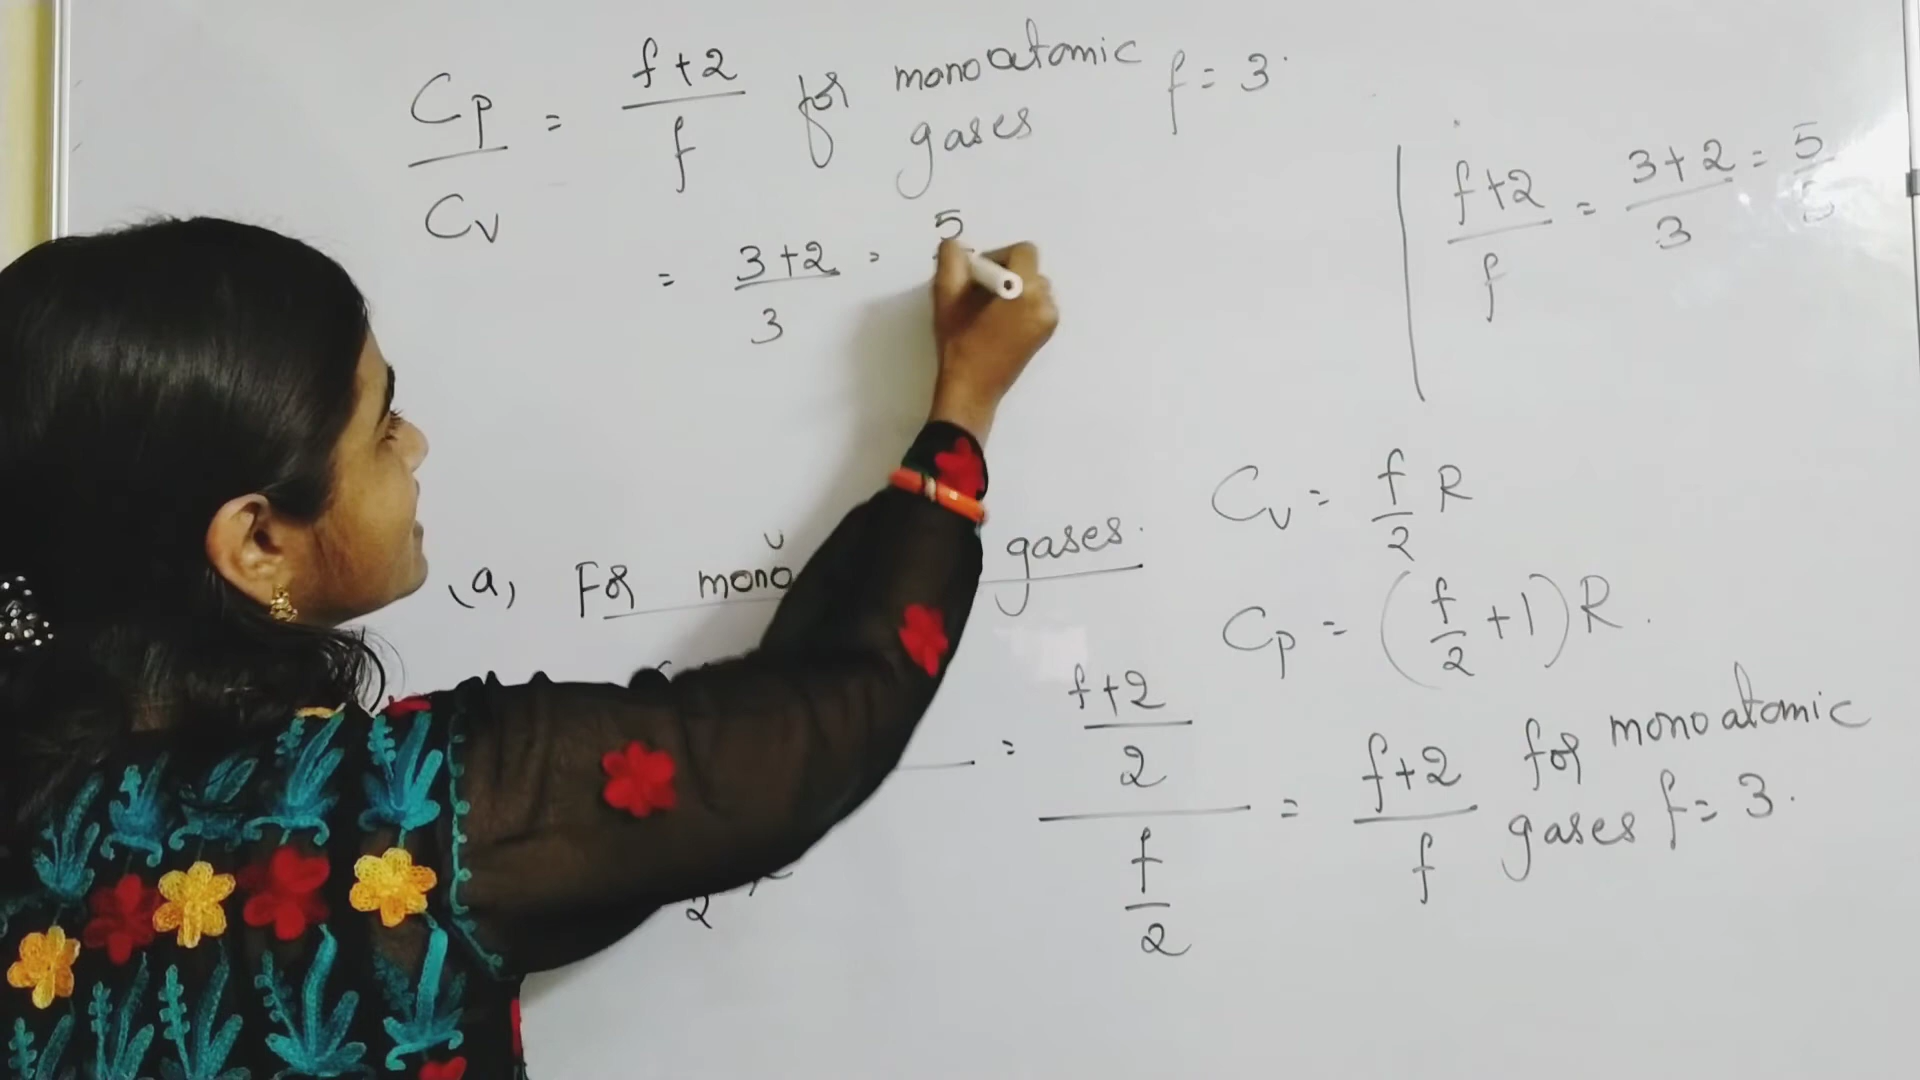 Cp/Cv = f+2/f for monoatomic gases f = 3.
= 3+2/3 = 5
f+2/f = 3+2/3 = 5
(a) For mono gases.
Cv = f/2 R
Cp = (f/2 +1)R.
= f+2/2 / f/2 = f+2/f for monoatomic gases f = 3.
2